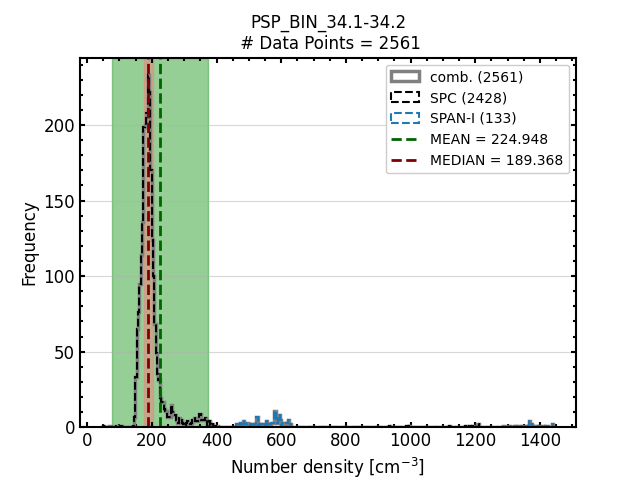 PSP_BIN_34.1-34.2
# Data Points = 2561
comb. (2561)
SPC (2428)
SPAN-I (133)
MEAN = 224.948
MEDIAN = 189.368
Frequency
200
150
100
50
0
0 200 400 600 800 1000 1200 1400
Number density [cm⁻³]